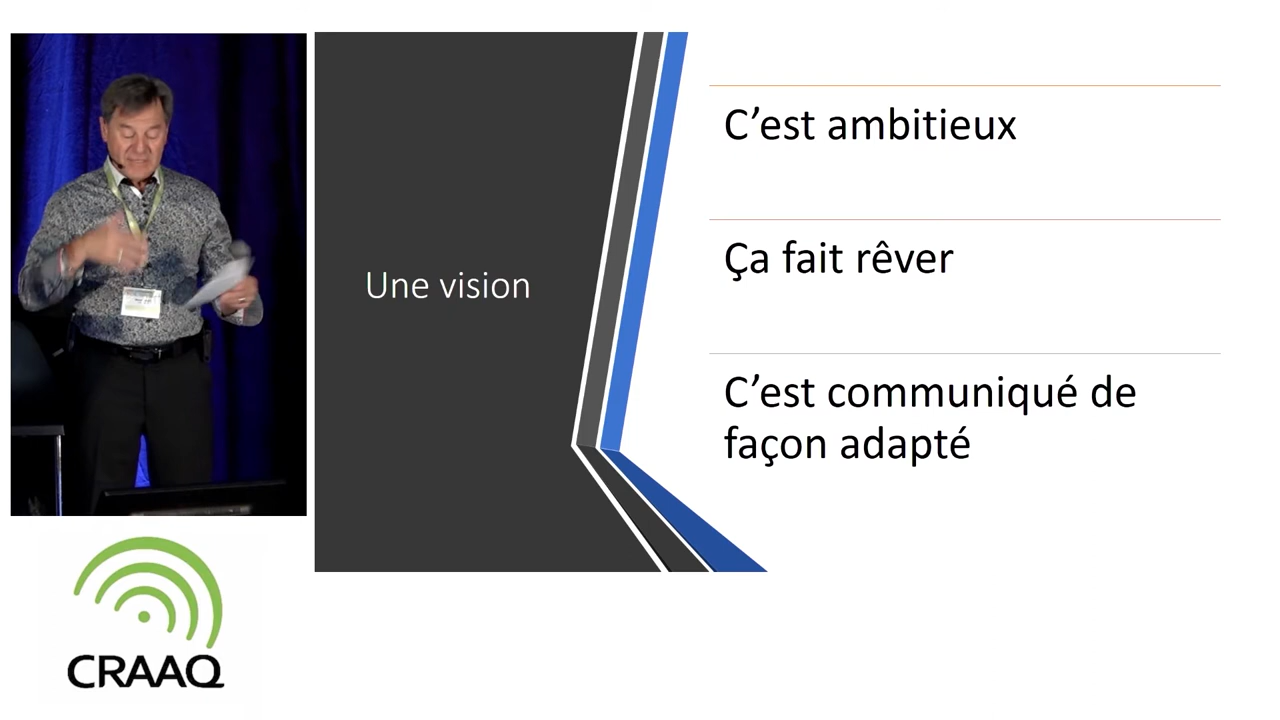 Une vision
C’est ambitieux
Ça fait rêver
C’est communiqué de
façon adapté
CRAAQ